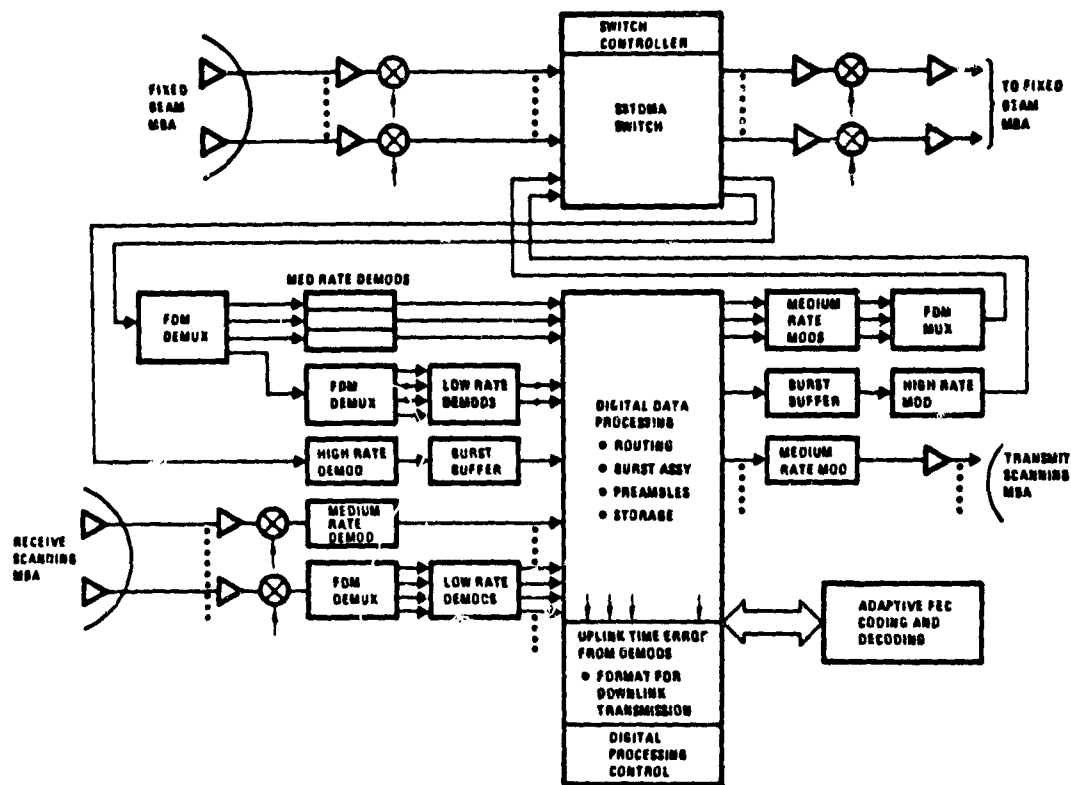 SWITCH
CONTROLLER
FIXED
BEAM
MBA
SSTDMA
SWITCH
TO FIXED
BEAM
MBA
MED RATE DEMODS
FDM
DEMUX
MEDIUM
RATE
MODS
FDM
MUX
FDM
DEMUX
LOW RATE
DEMODS
BURST
BUFFER
HIGH RATE
MOD
DIGITAL DATA
PROCESSING
• ROUTING
• BURST ASSY
• PREAMBLES
• STORAGE
HIGH RATE
DEMOD
BURST
BUFFER
MEDIUM
RATE MOD
TRANSMIT
SCANNING
MBA
MEDIUM
RATE
DEMOD
RECEIVE
SCANNING
MBA
FDM
DEMUX
LOW RATE
DEMODS
UPLINK TIME ERROR
FROM DEMODS
• FORMAT FOR
DOWNLINK
TRANSMISSION
ADAPTIVE FEC
CODING AND
DECODING
DIGITAL
PROCESSING
CONTROL